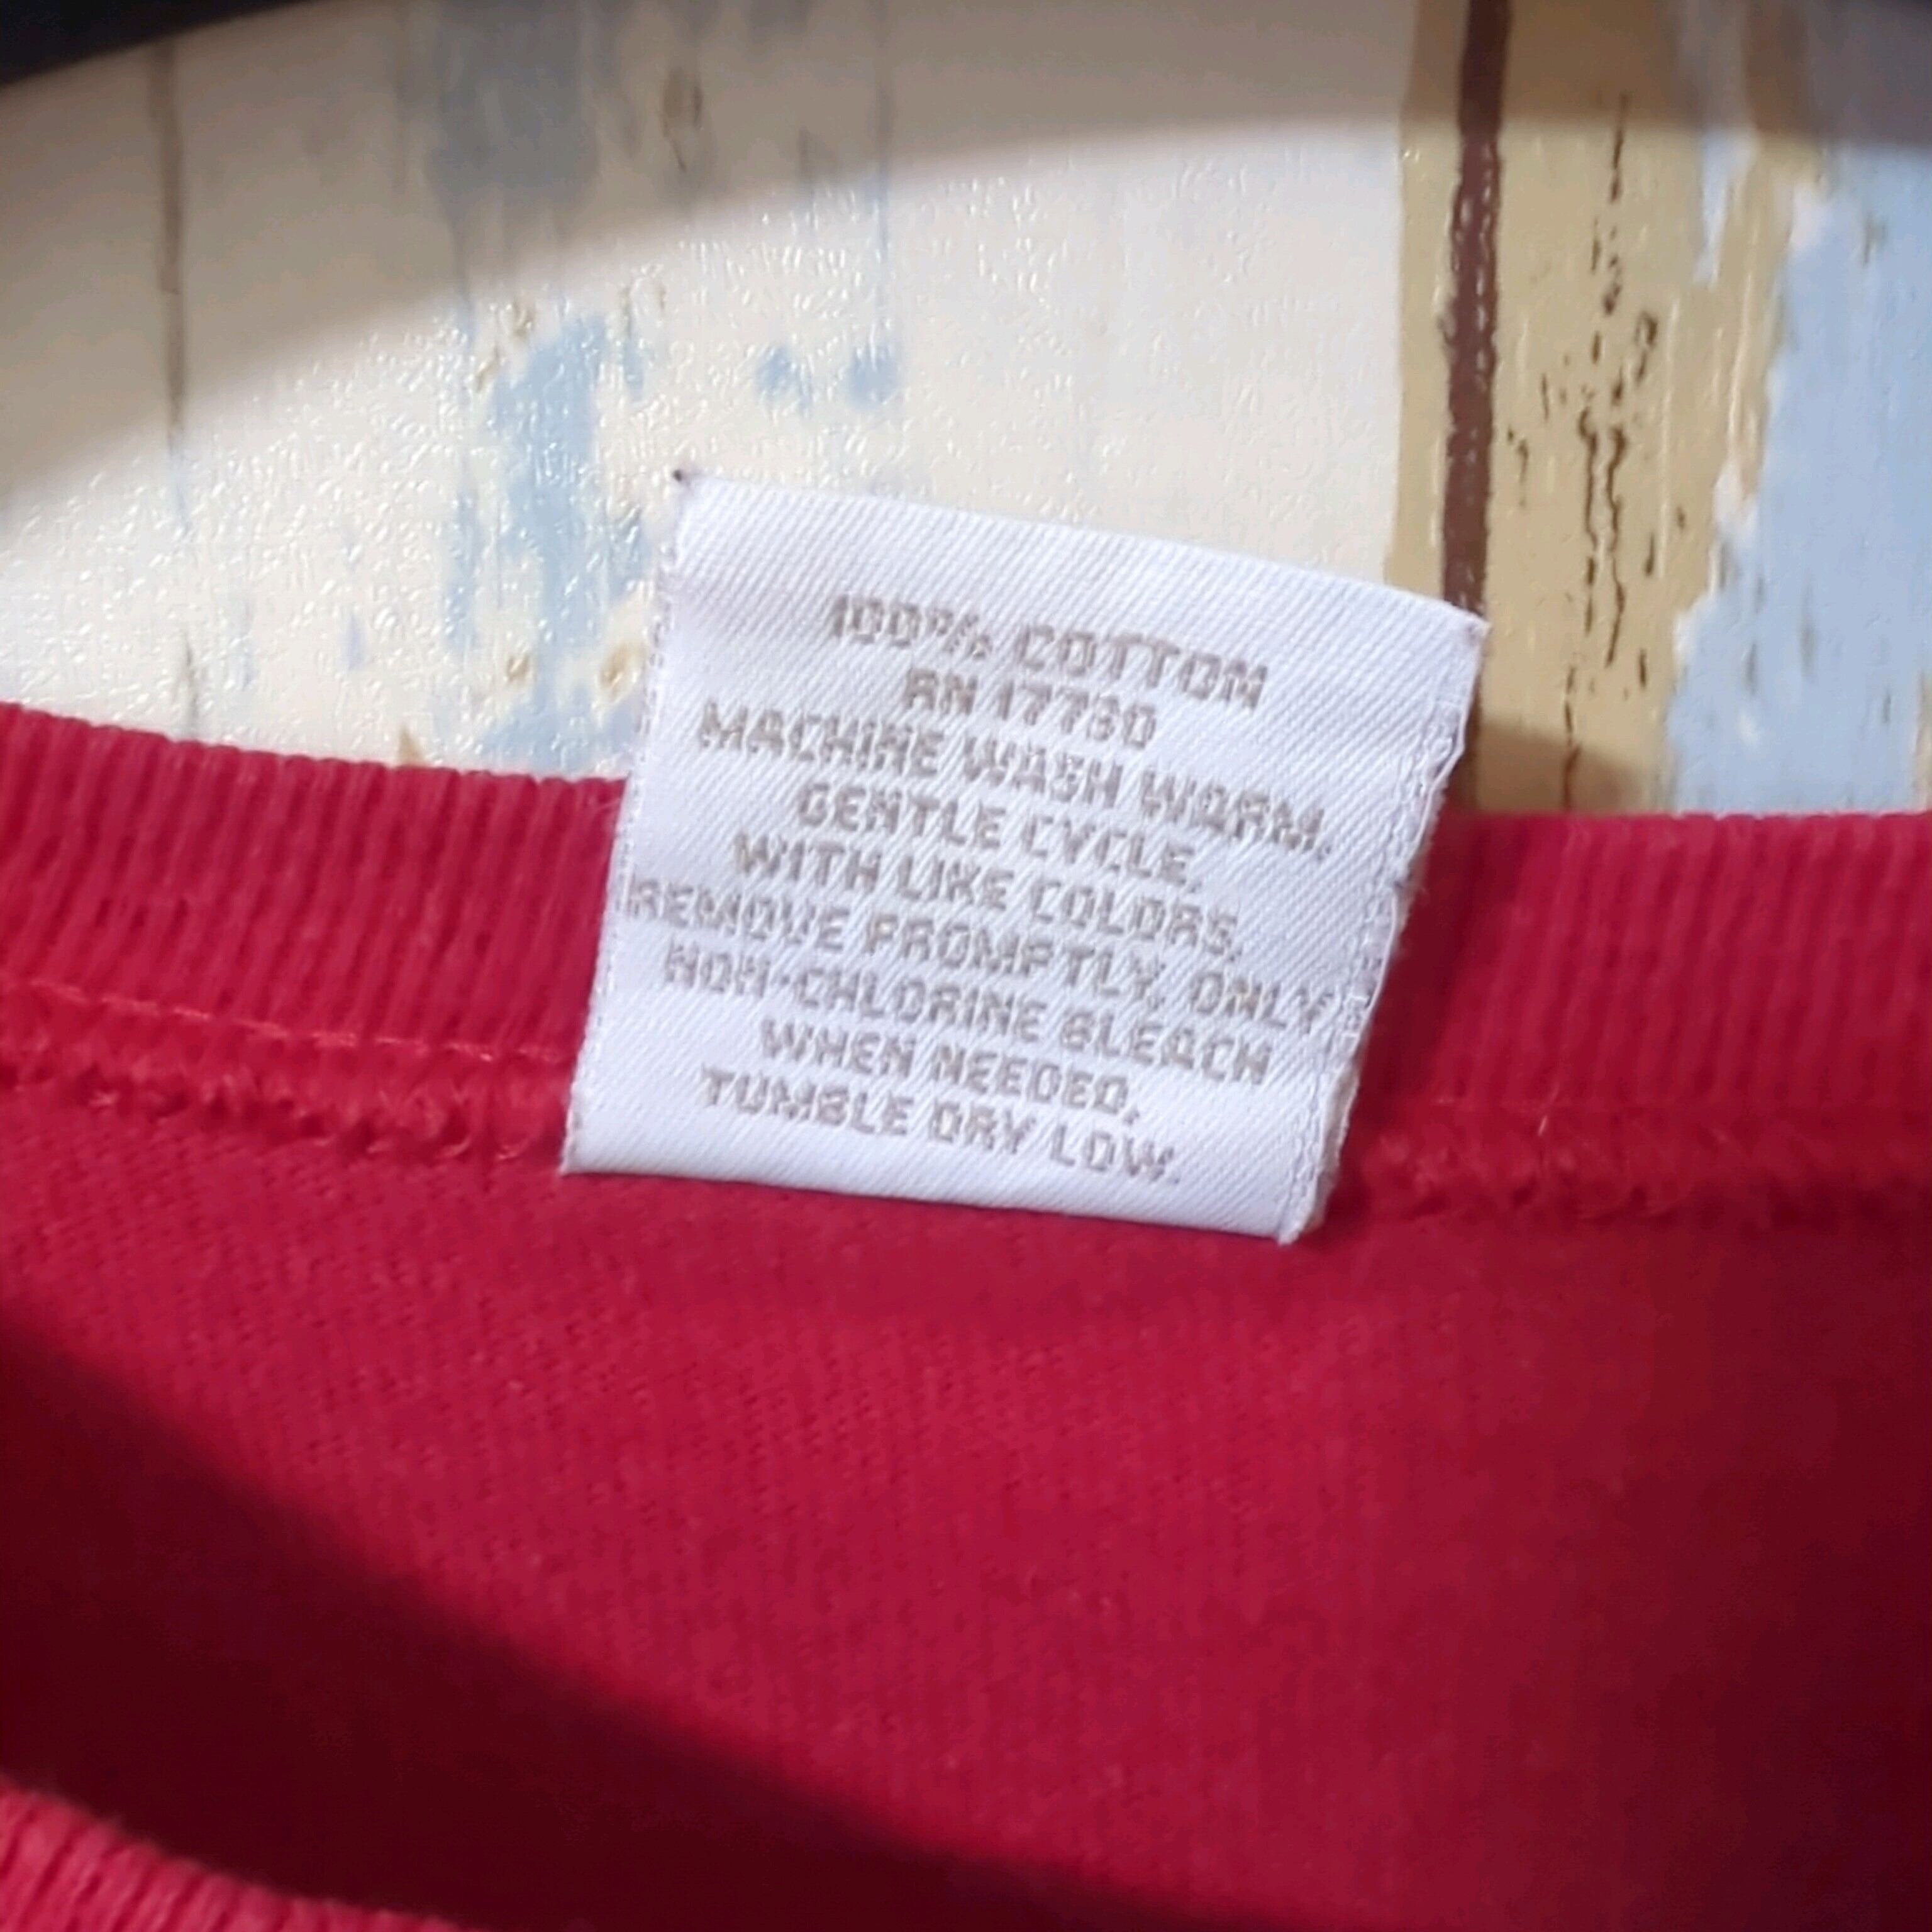 100% COTTON
RN 17730
MACHINE WASH WARM,
GENTLE CYCLE,
WITH LIKE COLORS,
REMOVE PROMPTLY, ONLY
NON-CHLORINE BLEACH
WHEN NEEDED,
TUMBLE DRY LOW.